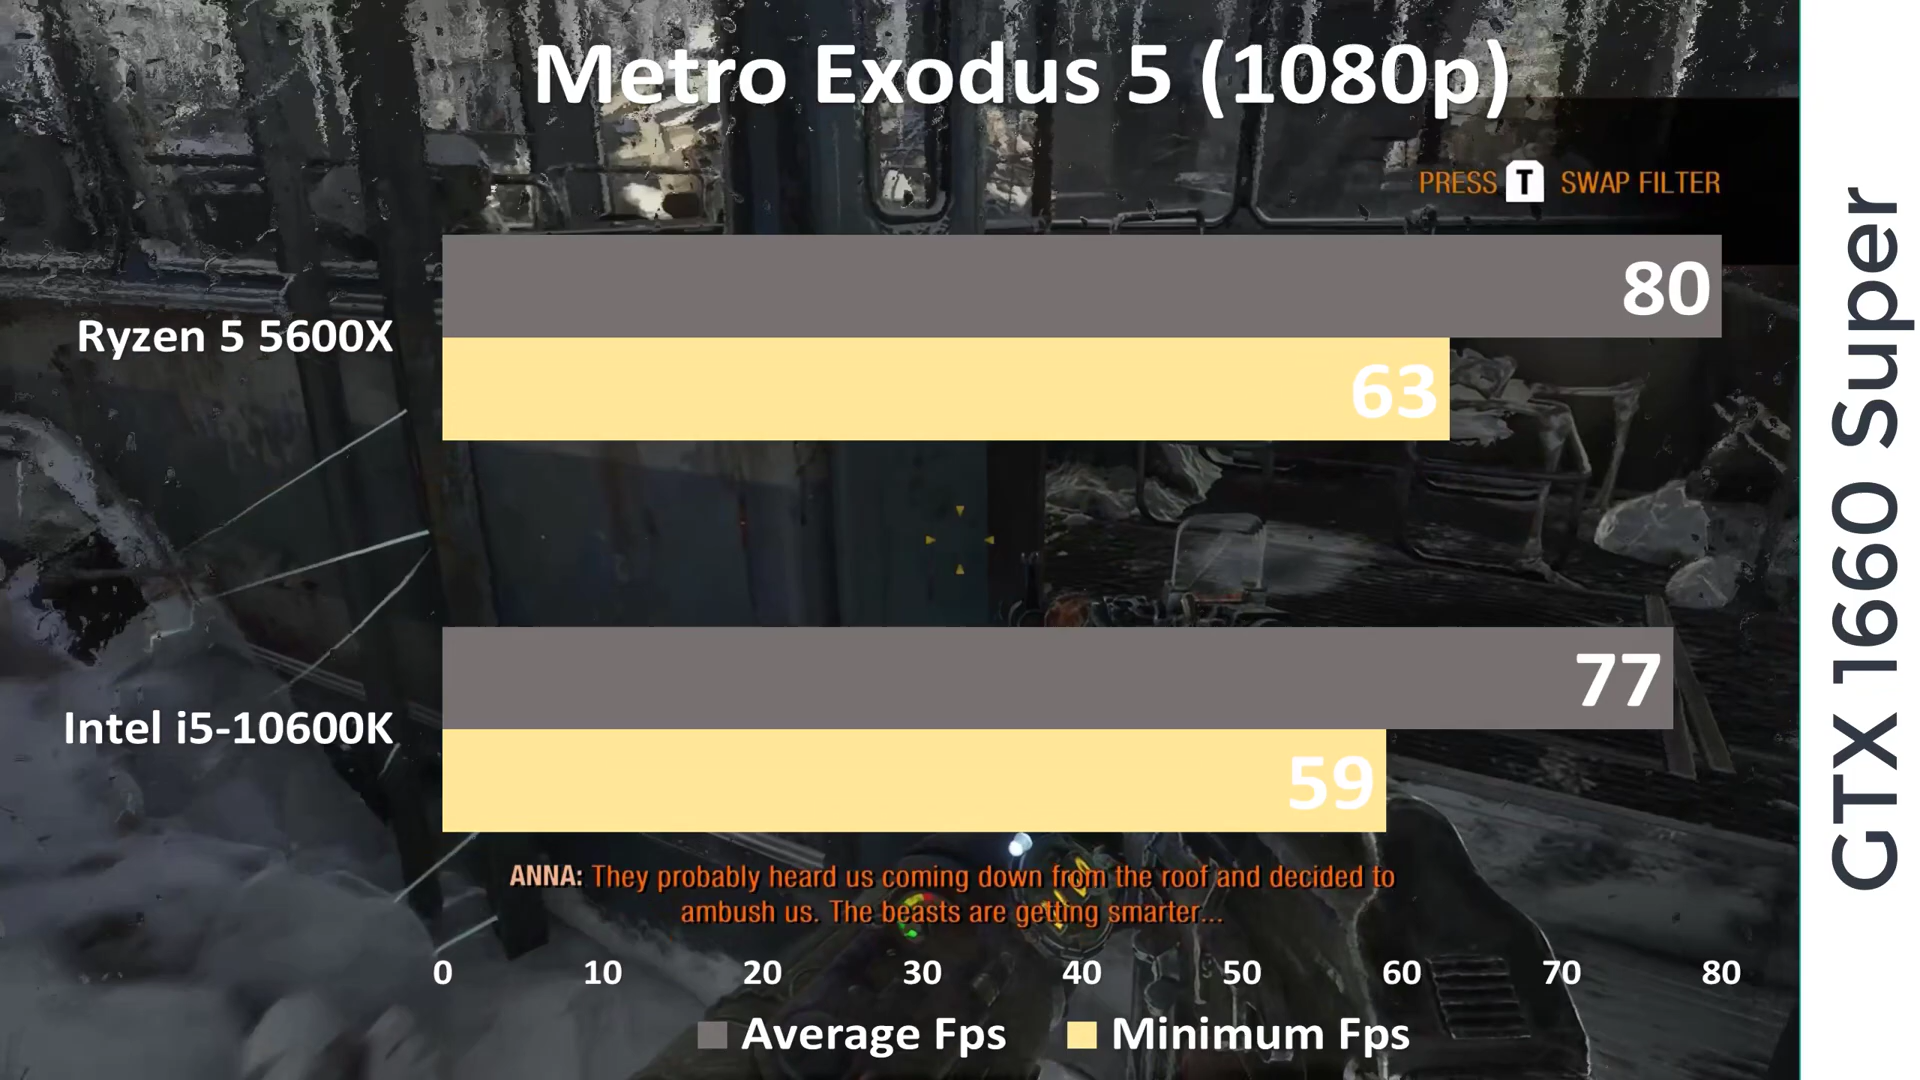 Metro Exodus 5 (1080p)
PRESS T SWAP FILTER
80
Ryzen 5 5600X
63
77
Intel i5-10600K
59
ANNA: They probably heard us coming down from the roof and decided to
ambush us. The beasts are getting smarter...
0 10 20 30 40 50 60 70 80
Average Fps Minimum Fps
GTX 1660 Super